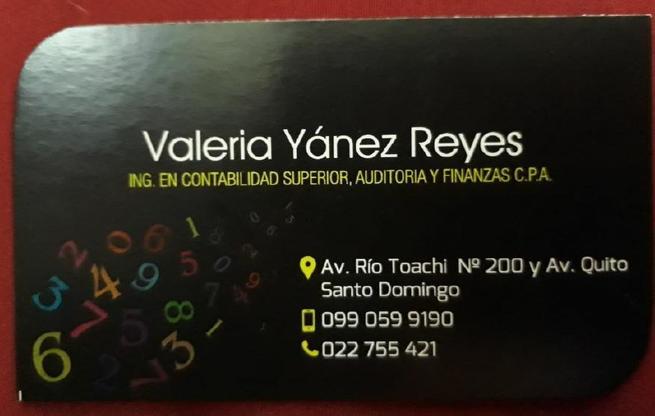 Valeria Yánez Reyes
ING. EN CONTABILIDAD SUPERIOR, AUDITORIA Y FINANZAS C.P.A.
Av. Río Toachi Nº 200 y Av. Quito
Santo Domingo
099 059 9190
022 755 421